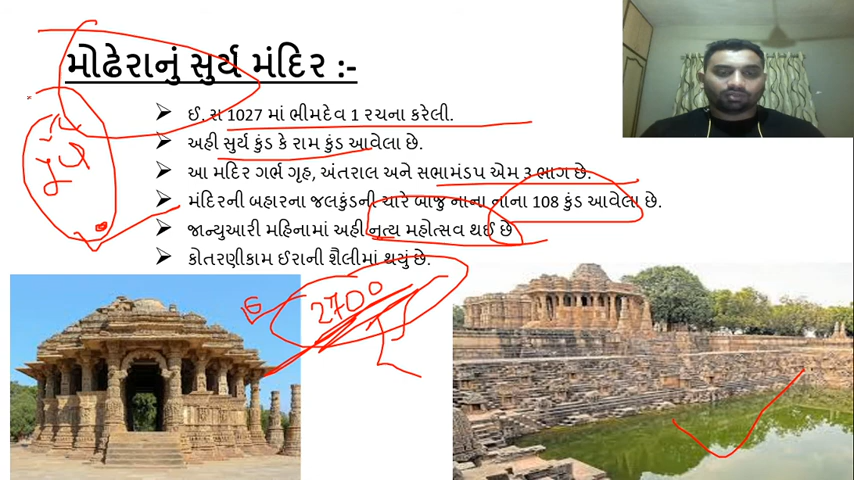 મોઢેરાનું સુર્ય મંદિર :-
ઈ. સ 1027 માં ભીમદેવ 1 રચના કરેલી.
અહી સુર્ય કુંડ કે રામ કુંડ આવેલા છે.
આ મદિર ગર્ભ ગૃહ, અંતરાલ અને સભામંડપ એમ 3 ભાગ છે.
મંદિરની બહારના જલકુંડની ચારે બાજુ નાના નાના 108 કુંડ આવેલા છે.
જાન્યુઆરી મહિનામાં અહી નૃત્ય મહોત્સવ થઈ છે
કોતરણીકામ ઈરાની શૈલીમાં થયું છે.
2700